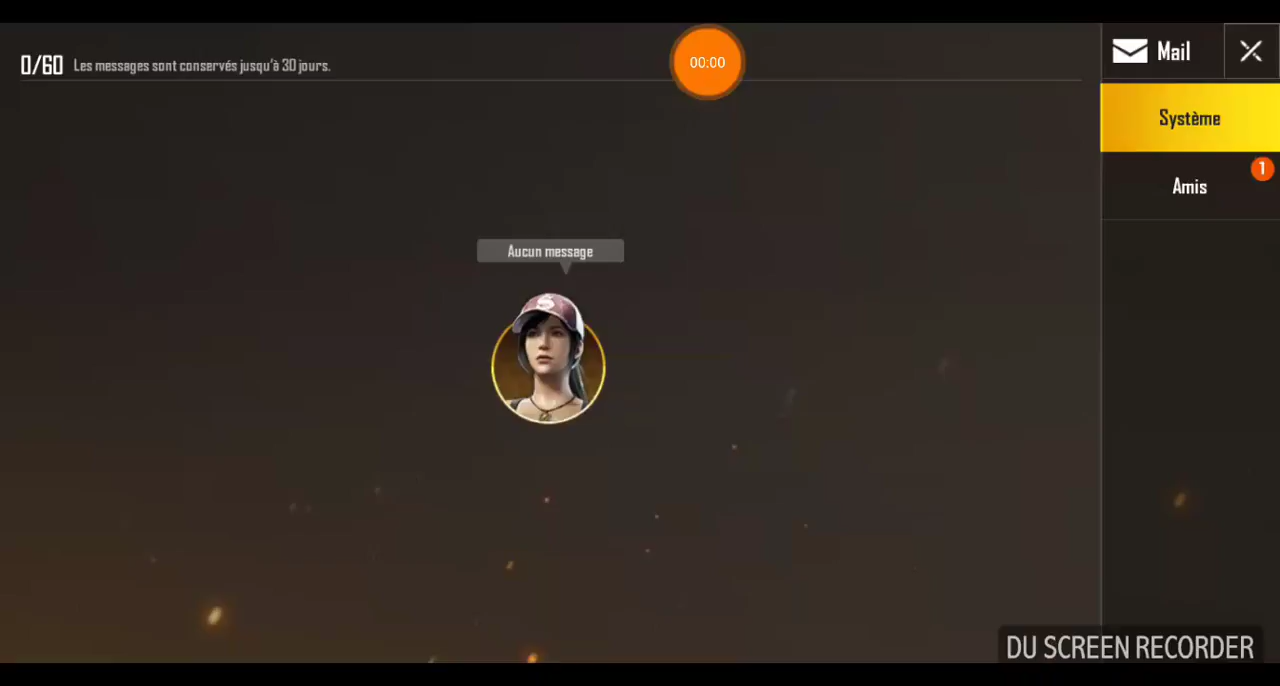 0/60 Les messages sont conservés jusqu'à 30 jours.
00:00
Mail
Système
Amis
1
Aucun message
DU SCREEN RECORDER